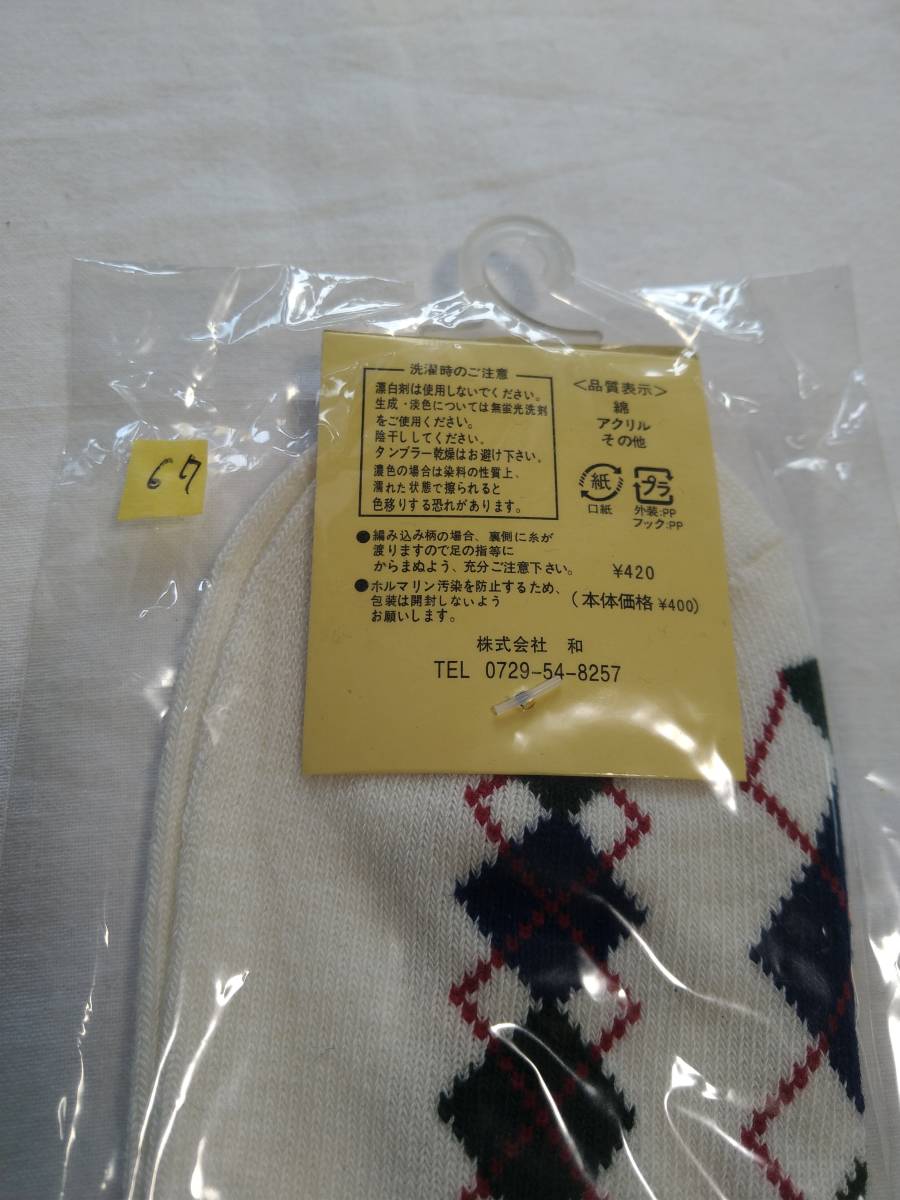 67
洗濯時のご注意
漂白剤は使用しないでください。
生成・淡色については無蛍光洗剤
をご使用ください。
陰干ししてください。
タンブラー乾燥はお避け下さい。
濃色の場合は染料の性質上、
濡れた状態で擦られると
色移りする恐れがあります。
●編み込み柄の場合、裏側に糸が
渡りますので足の指等に
からまぬよう、充分ご注意下さい。
●ホルマリン汚染を防止するため、
包装は開封しないよう
お願いします。
<品質表示>
綿
アクリル
その他
紙
口紙
プラ
外装:PP
フック:PP
¥420
(本体価格¥400)
株式会社 和
TEL 0729-54-8257